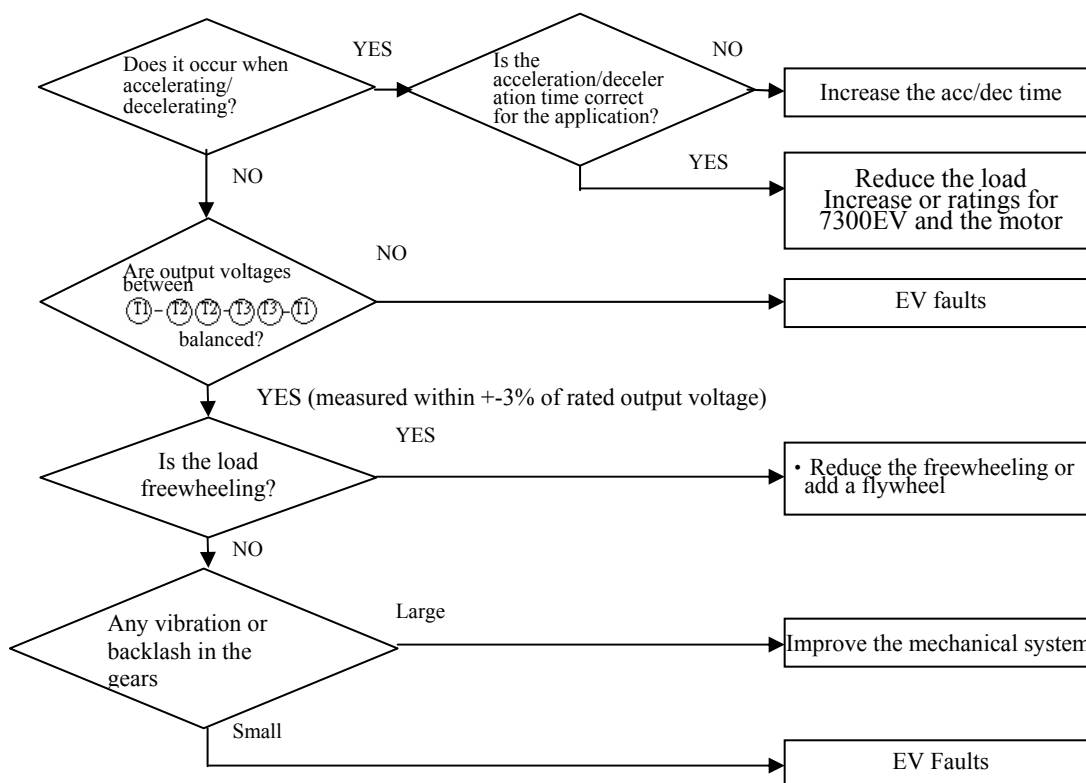 YES
NO
Does it occur when
accelerating/
decelerating?
Is the
acceleration/deceler
ation time correct
for the application?
Increase the acc/dec time
NO
YES
Reduce the load
Increase or ratings for
7300EV and the motor
Are output voltages
between
T1-T2 T2-T3 T3-T1
balanced?
NO
EV faults
YES (measured within +-3% of rated output voltage)
YES
Is the load
freewheeling?
・Reduce the freewheeling or
add a flywheel
NO
Any vibration or
backlash in the
gears
Large
Improve the mechanical system
Small
EV Faults